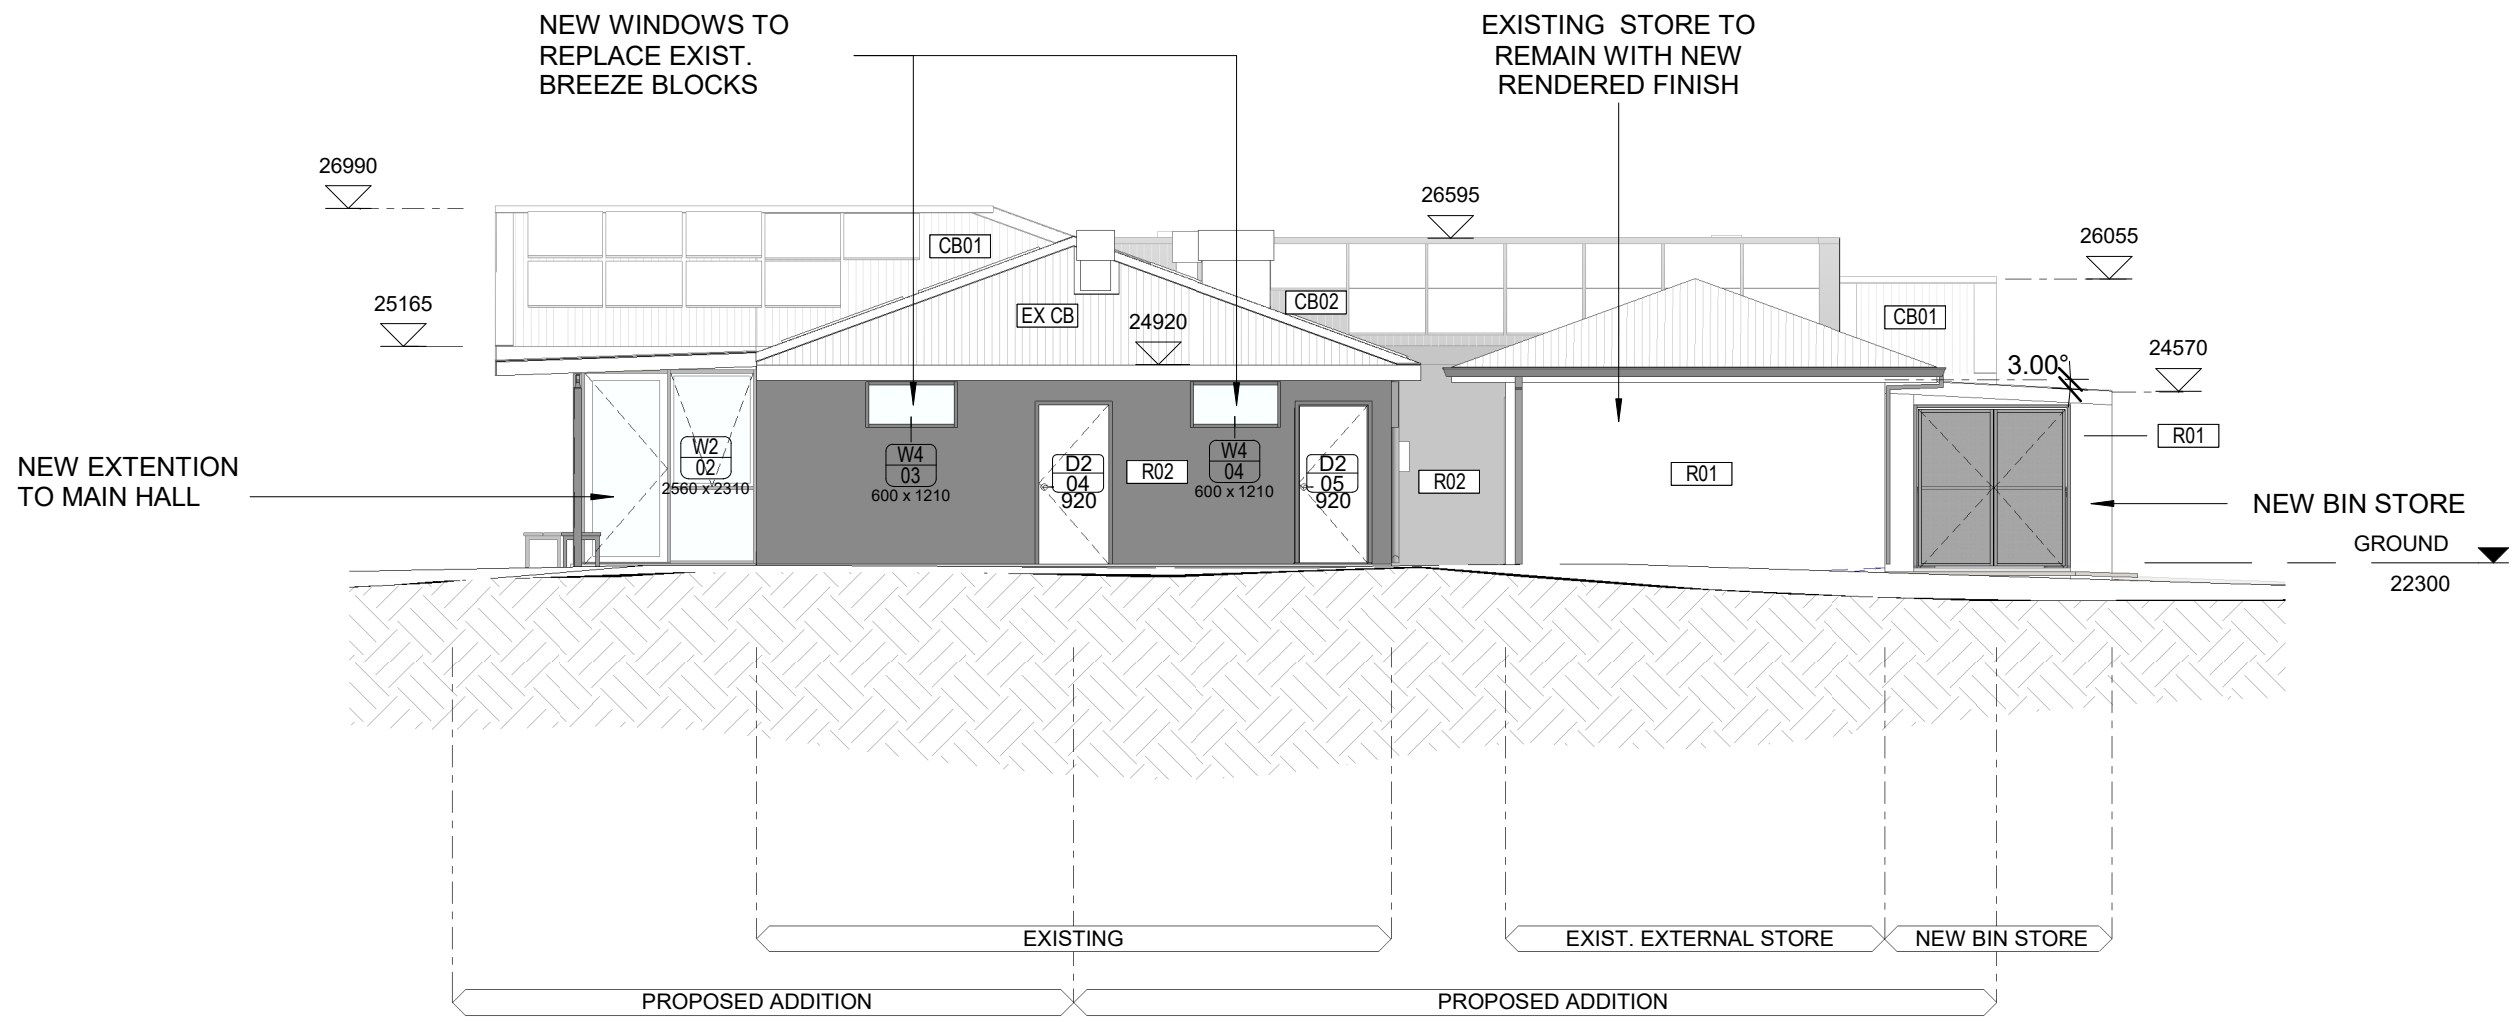 NEW WINDOWS TO
REPLACE EXIST.
BREEZE BLOCKS
EXISTING STORE TO
REMAIN WITH NEW
RENDERED FINISH
26990
26595
26055
25165
CB01
CB02
EX CB
24920
CB01
24570
3.00°
R01
W2
02
2560 x 2310
W4
03
600 x 1210
D2
04
920
R02
W4
04
600 x 1210
D2
05
920
R02
R01
NEW EXTENTION
TO MAIN HALL
NEW BIN STORE
GROUND
22300
EXISTING
EXIST. EXTERNAL STORE
NEW BIN STORE
PROPOSED ADDITION
PROPOSED ADDITION